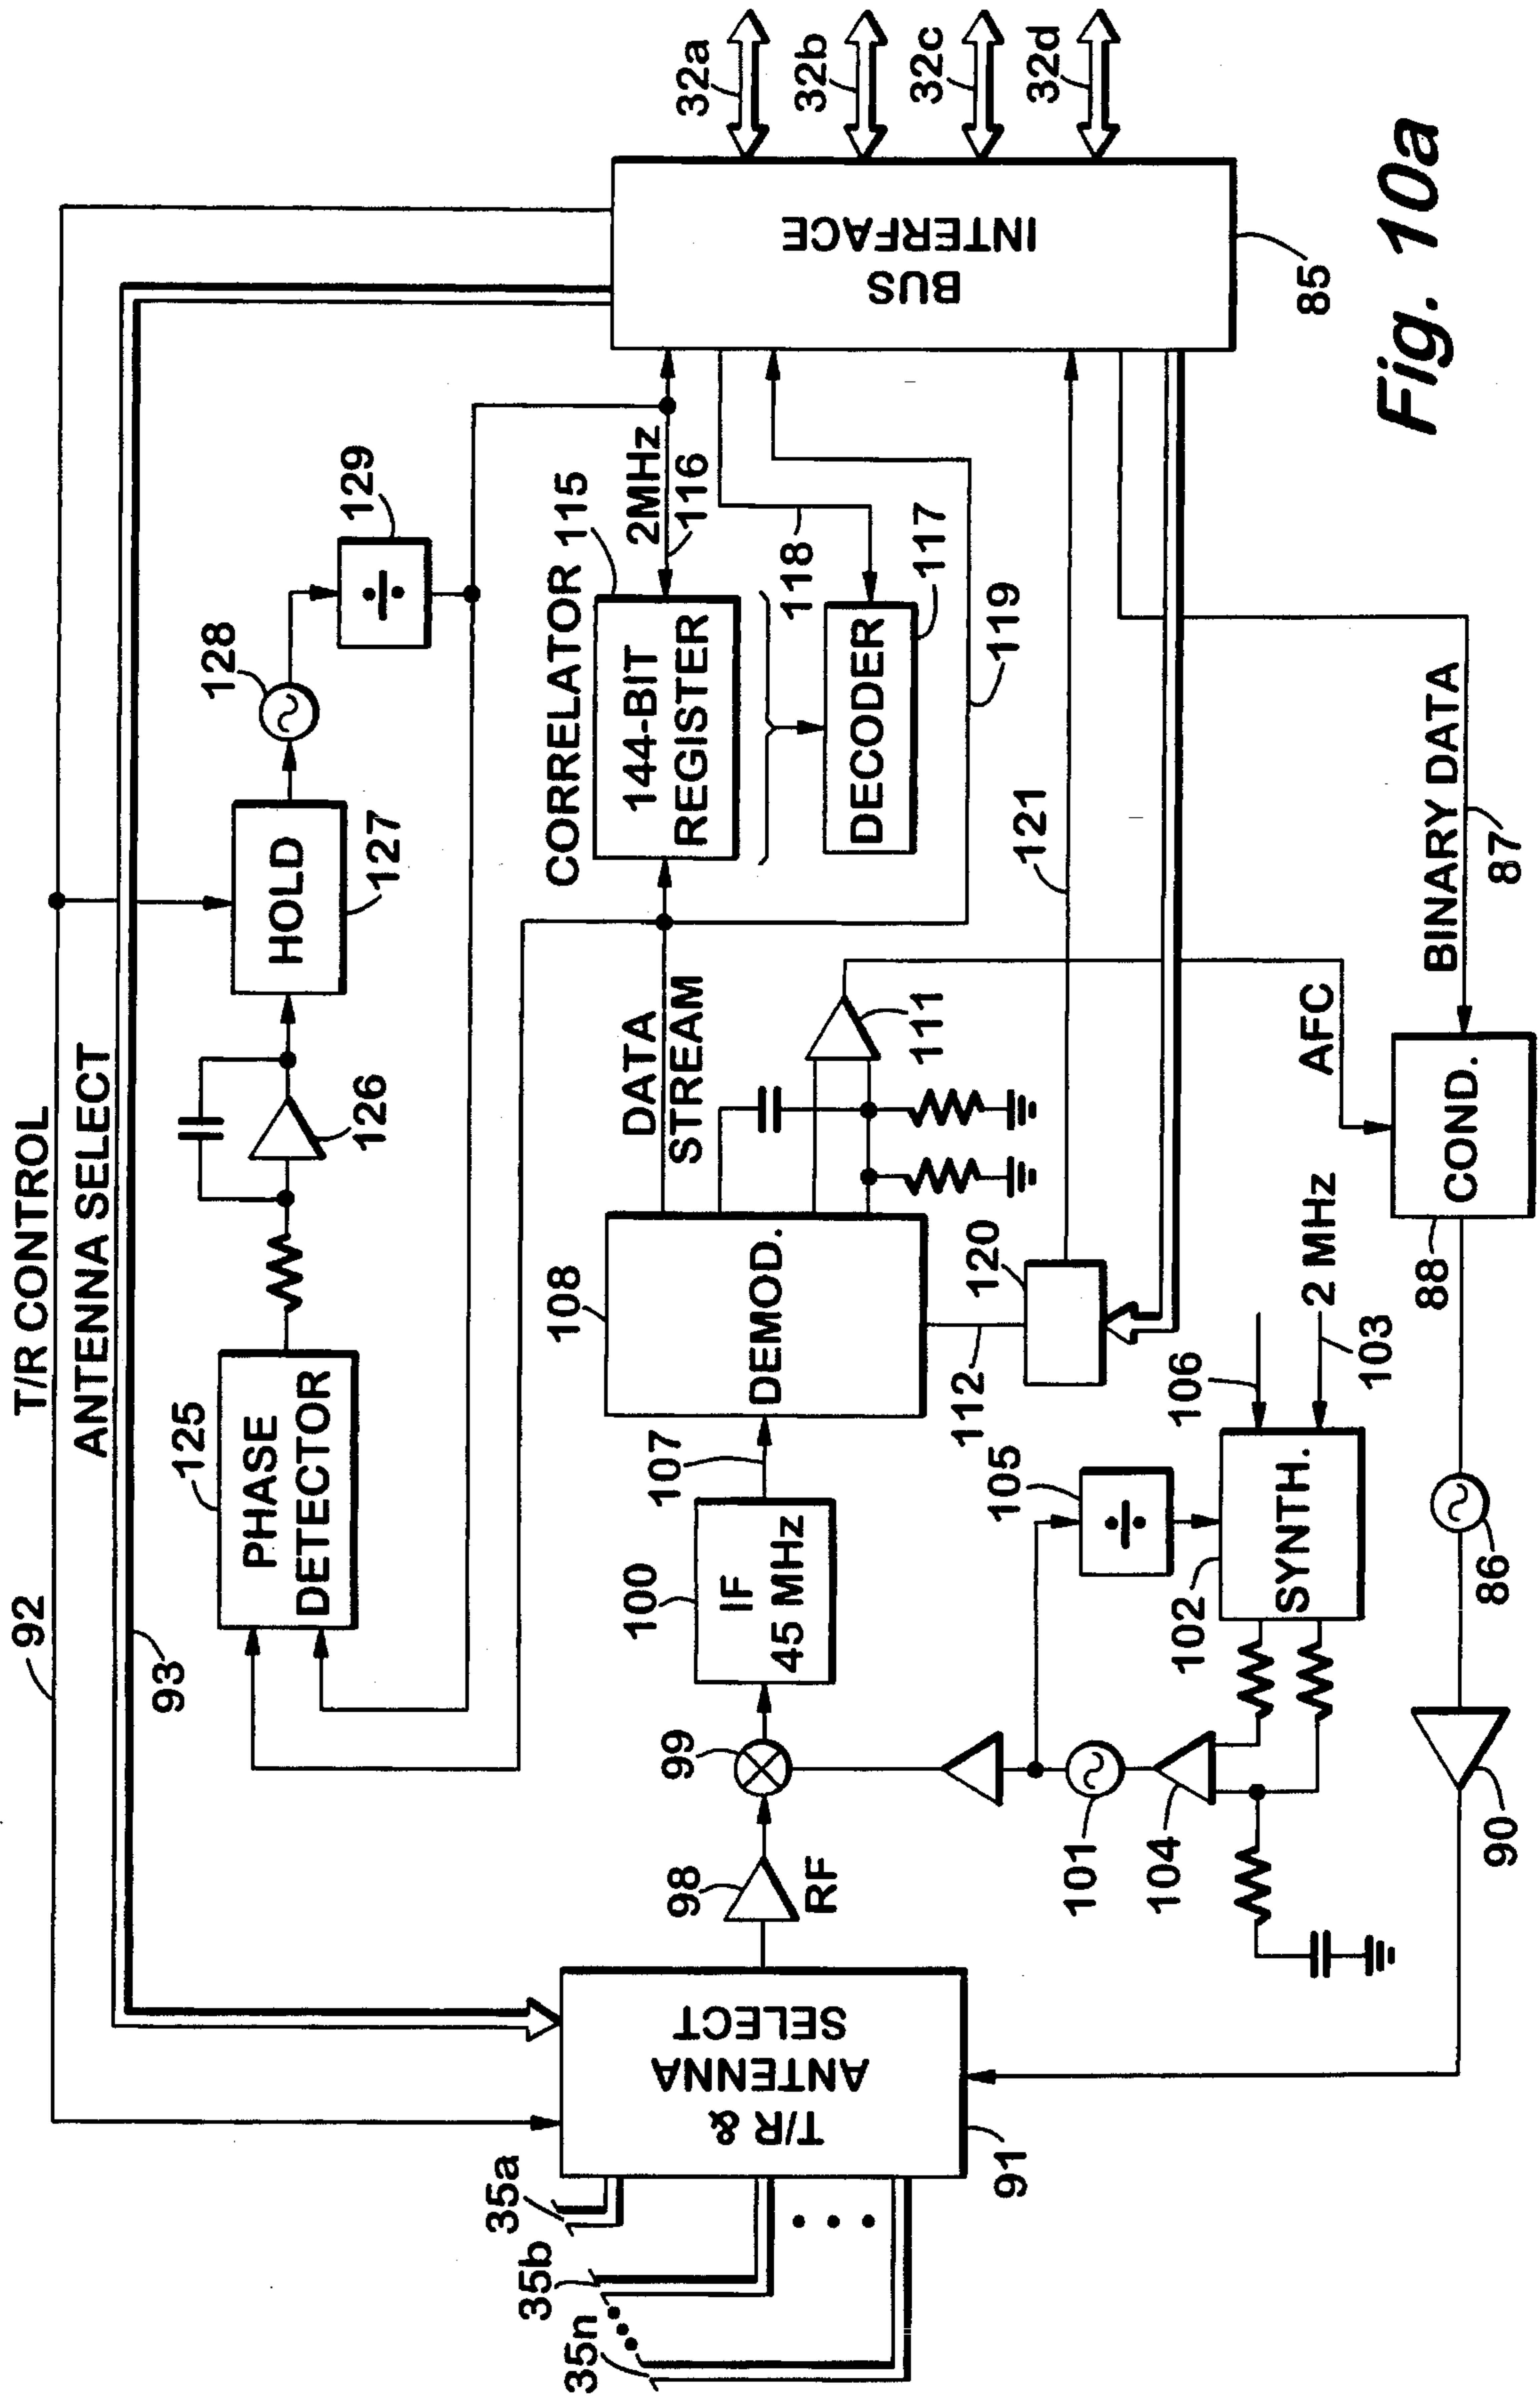 T/R CONTROL
92
ANTENNA SELECT
93
125
PHASE
DETECTOR
126
HOLD
127
128
129
÷
35a
35b
35n
T/R &
ANTENNA
SELECT
91
98
RF
99
100
IF
45 MHz
107
108
DEMOD.
DATA
STREAM
111
112
120
121
CORRELATOR 115
144-BIT
REGISTER
2MHz
116
118
DECODER
117
119
BUS
INTERFACE
85
32a
32b
32c
32d
101
104
105
÷
102
SYNTH.
106
2 MHz
103
AFC
COND.
88
BINARY DATA
87
86
90
Fig. 10a